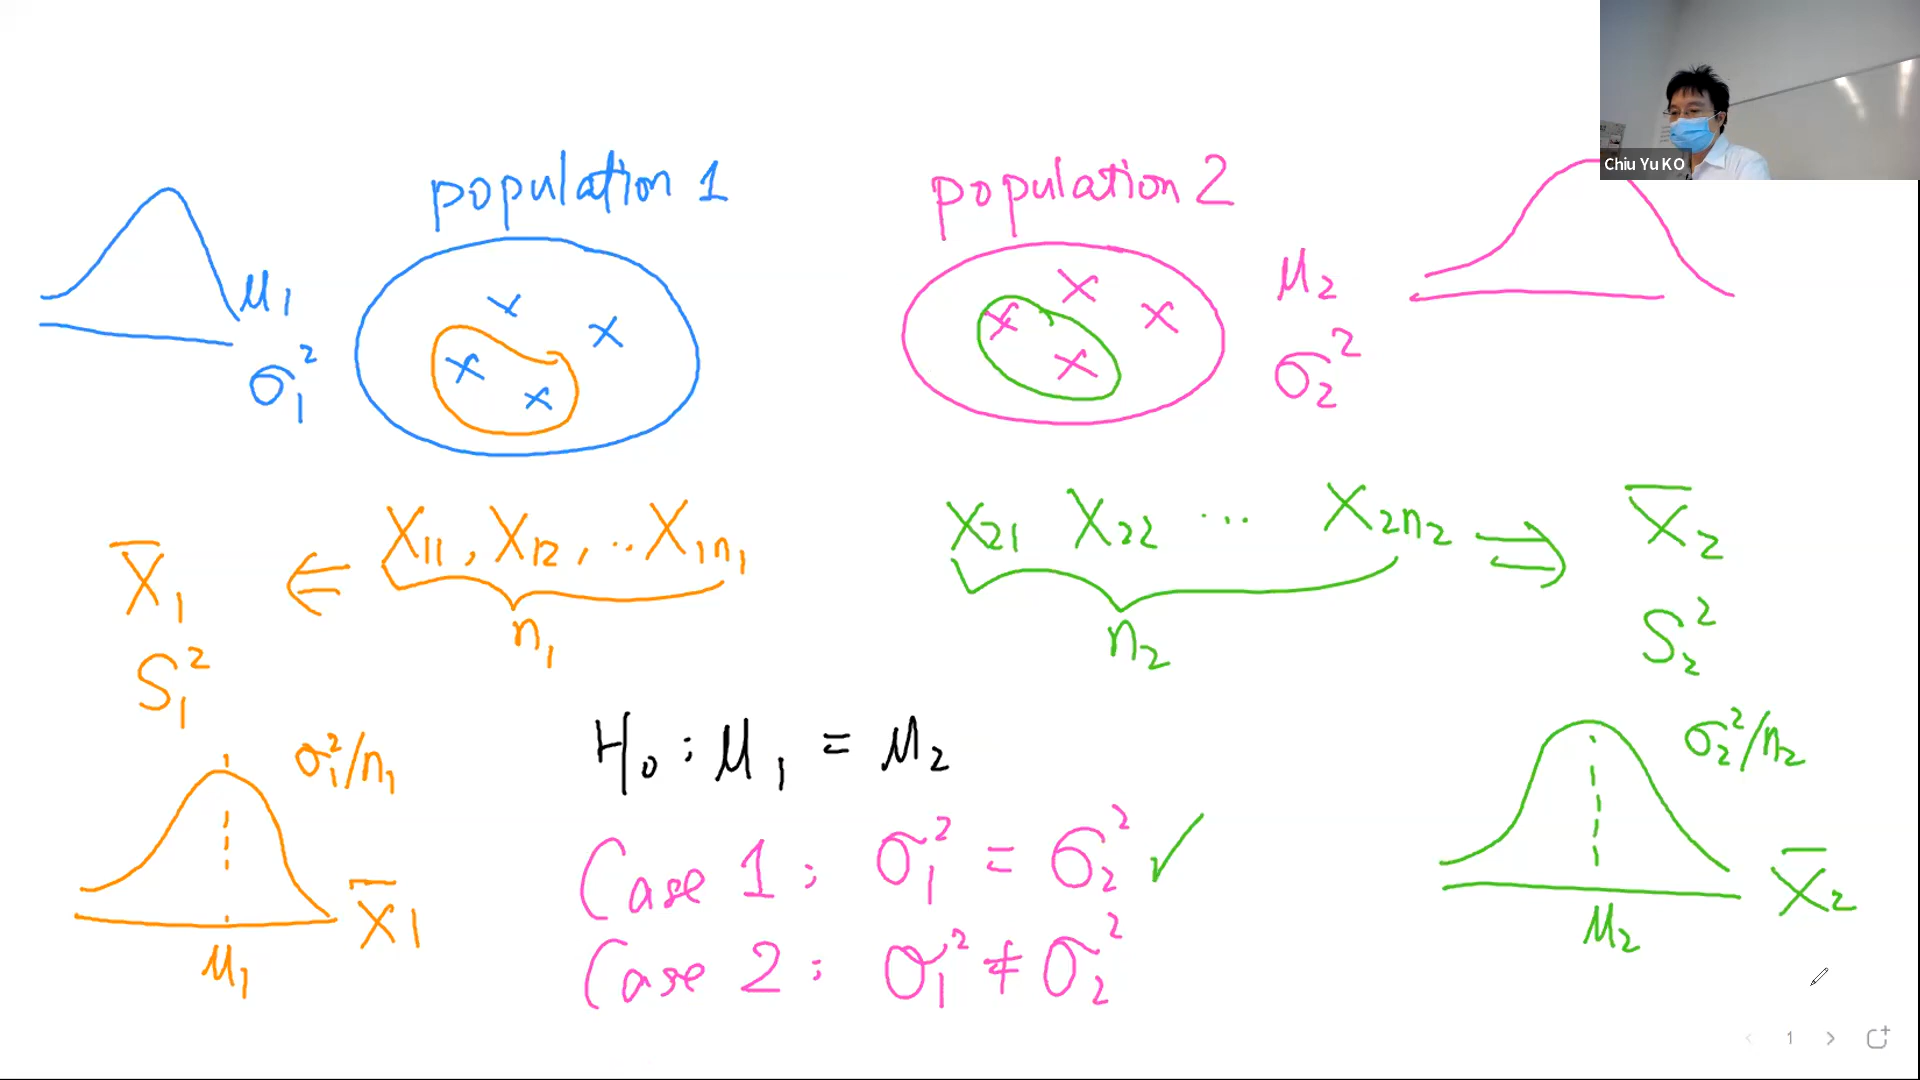 Chiu Yu KO
population 1
population 2
μ₁
σ₁²
x x x x
x x x x
μ₂
σ₂²
X₁₁, X₁₂, ..X₁ₙ₁
n₁
X̄₁
S₁²
X₂₁ X₂₂ ... X₂ₙ₂
n₂
X̄₂
S₂²
σ₁²/n₁
μ₁
X̄1
H₀: μ₁ = μ₂
Case 1: σ₁² = σ₂² ✓
Case 2: σ₁² ≠ σ₂²
σ₂²/n₂
μ₂
X̄₂
1